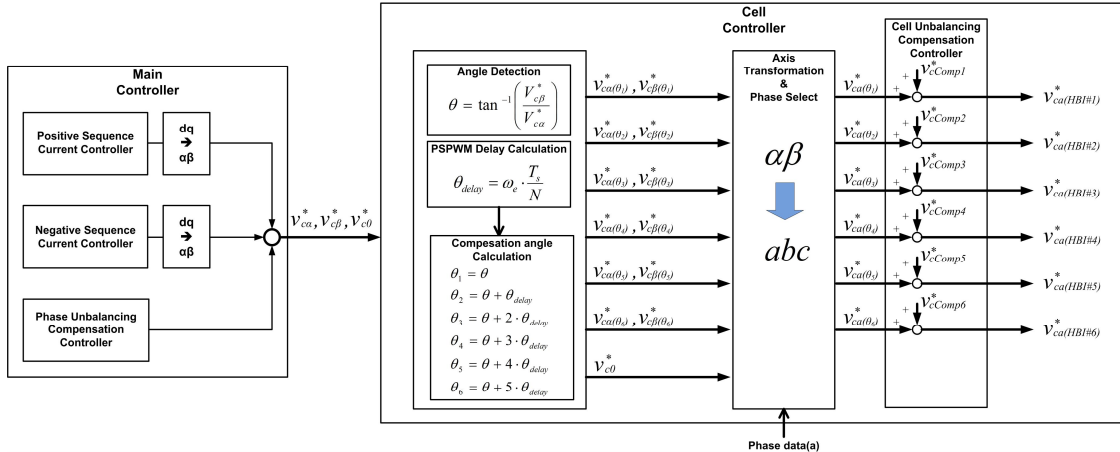 Main
Controller
Positive Sequence
Current Controller
dq
➔
αβ
Negative Sequence
Current Controller
dq
➔
αβ
Phase Unbalancing
Compensation
Controller
v*cα, v*cβ, v*c0
Cell
Controller
Angle Detection
θ = tan⁻¹(V*cβ / V*cα)
PSPWM Delay Calculation
θdelay = ωe · Ts / N
Compesation angle
Calculation
θ1 = θ
θ2 = θ + θdelay
θ3 = θ + 2 · θdelay
θ4 = θ + 3 · θdelay
θ5 = θ + 4 · θdelay
θ6 = θ + 5 · θdelay
v*cα(θ1), v*cβ(θ1)
v*cα(θ2), v*cβ(θ2)
v*cα(θ3), v*cβ(θ3)
v*cα(θ4), v*cβ(θ4)
v*cα(θ5), v*cβ(θ5)
v*cα(θ6), v*cβ(θ6)
v*c0
Axis
Transformation
&
Phase Select
αβ
abc
Phase data(a)
v*ca(θ1)
v*ca(θ2)
v*ca(θ3)
v*ca(θ4)
v*ca(θ5)
v*ca(θ6)
Cell Unbalancing
Compensation
Controller
+ + v*cComp1
+ + v*cComp2
+ + v*cComp3
+ + v*cComp4
+ + v*cComp5
+ + v*cComp6
v*ca(HBI#1)
v*ca(HBI#2)
v*ca(HBI#3)
v*ca(HBI#4)
v*ca(HBI#5)
v*ca(HBI#6)